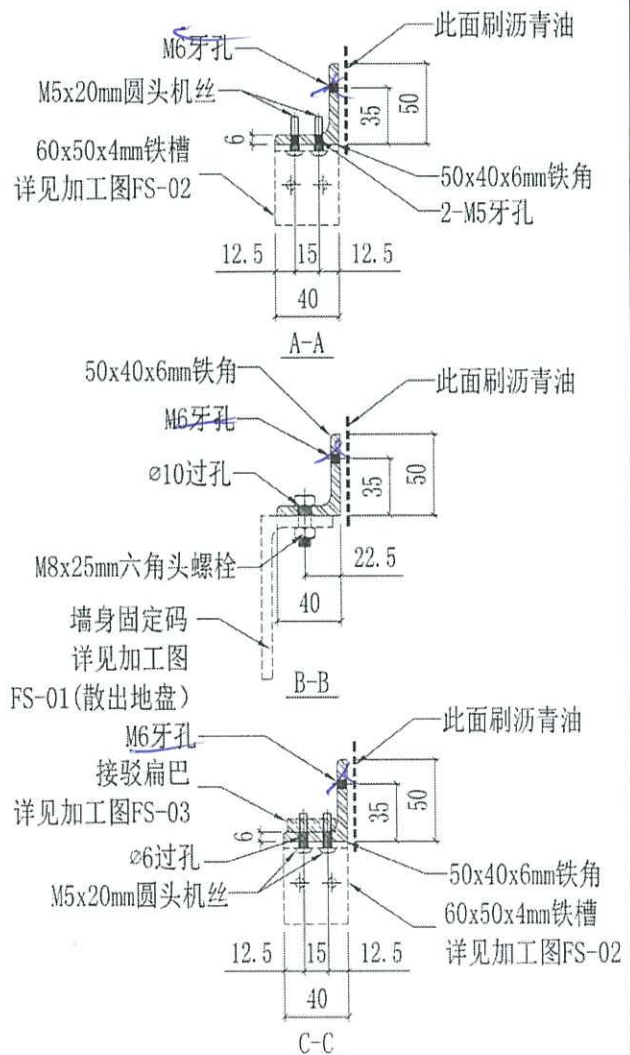 此面刷沥青油
M6牙孔
M5x20mm圆头机丝
60x50x4mm铁槽
详见加工图FS-02
6
35
50
50x40x6mm铁角
2-M5牙孔
12.5
15
12.5
40
A-A
50x40x6mm铁角
此面刷沥青油
M6牙孔
ø10过孔
35
50
M8x25mm六角头螺栓
22.5
40
墙身固定码
详见加工图
FS-01(散出地盘)
B-B
此面刷沥青油
M6牙孔
接驳扁巴
详见加工图FS-03
6
35
50
ø6过孔
M5x20mm圆头机丝
50x40x6mm铁角
60x50x4mm铁槽
详见加工图FS-02
12.5
15
12.5
40
C-C